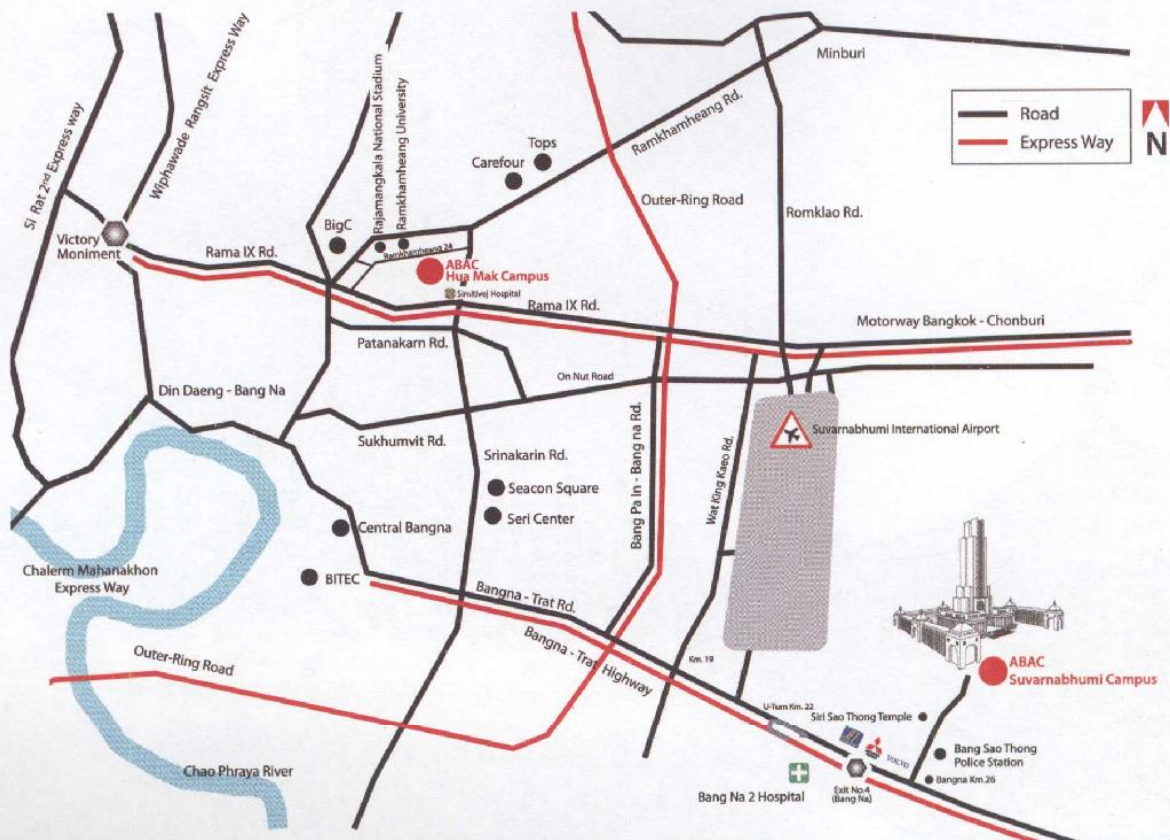 Minburi
Road
Express Way
N
Si Rat 2nd Express way
Wiphawade Rangsit Express Way
Rajamangkala National Stadium
Ramkhamheang University
Ramkhamheang Rd.
Tops
Carefour
Outer-Ring Road
Romklao Rd.
BigC
Victory
Moniment
Rama IX Rd.
Ramkhamheang 24
ABAC
Hua Mak Campus
Simitivej Hospital
Rama IX Rd.
Motorway Bangkok - Chonburi
Patanakarn Rd.
On Nut Road
Din Daeng - Bang Na
Sukhumvit Rd.
Srinakarin Rd.
Seacon Square
Seri Center
Bang Pa In - Bang na Rd.
Wat King Kaeo Rd.
Suvarnabhumi International Airport
Central Bangna
BITEC
Chalerm Mahanakhon
Express Way
Bangna - Trat Rd.
Bangna - Trat Highway
Outer-Ring Road
Km. 19
ABAC
Suvarnabhumi Campus
U-Turn Km. 22
Siri Sao Thong Temple
VOLVO
Bang Sao Thong
Police Station
Bangna Km.26
Chao Phraya River
Bang Na 2 Hospital
Exit No.4
(Bang Na)